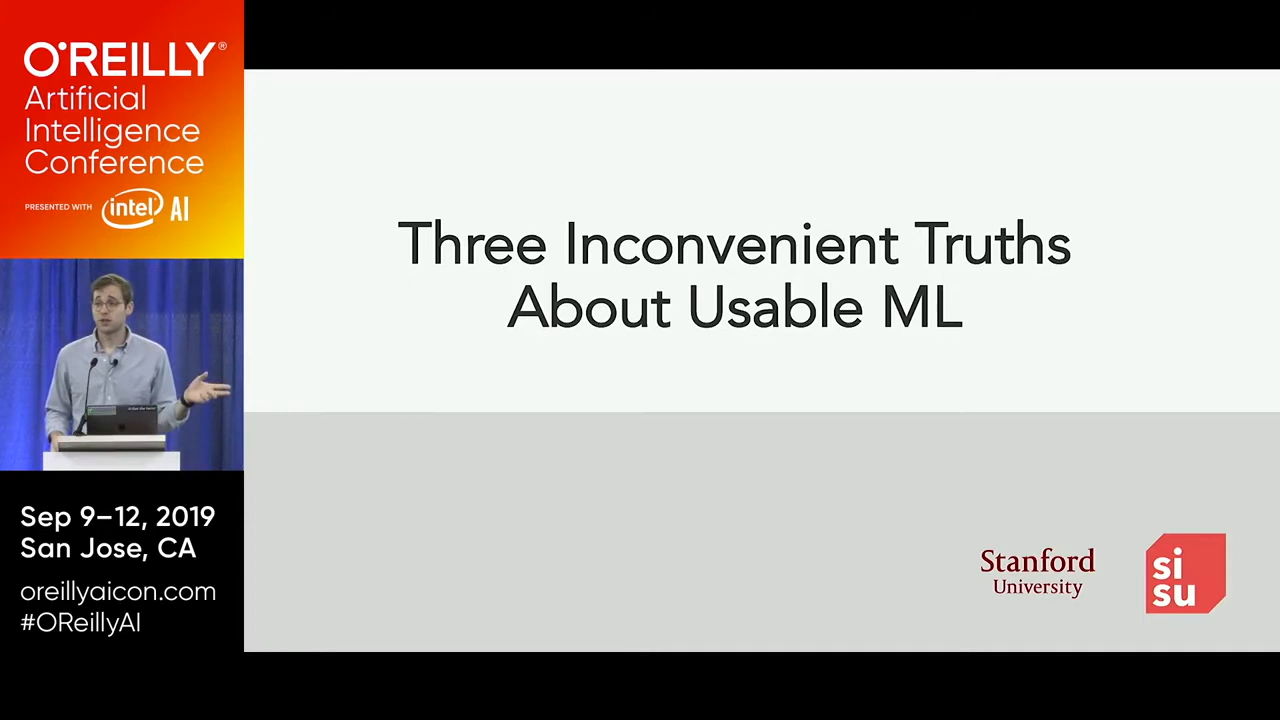 O'REILLY®
Artificial
Intelligence
Conference
PRESENTED WITH intel AI
Three Inconvenient Truths
About Usable ML
Sep 9–12, 2019
San Jose, CA
oreillyaicon.com
#OReillyAI
Stanford
University
si
su